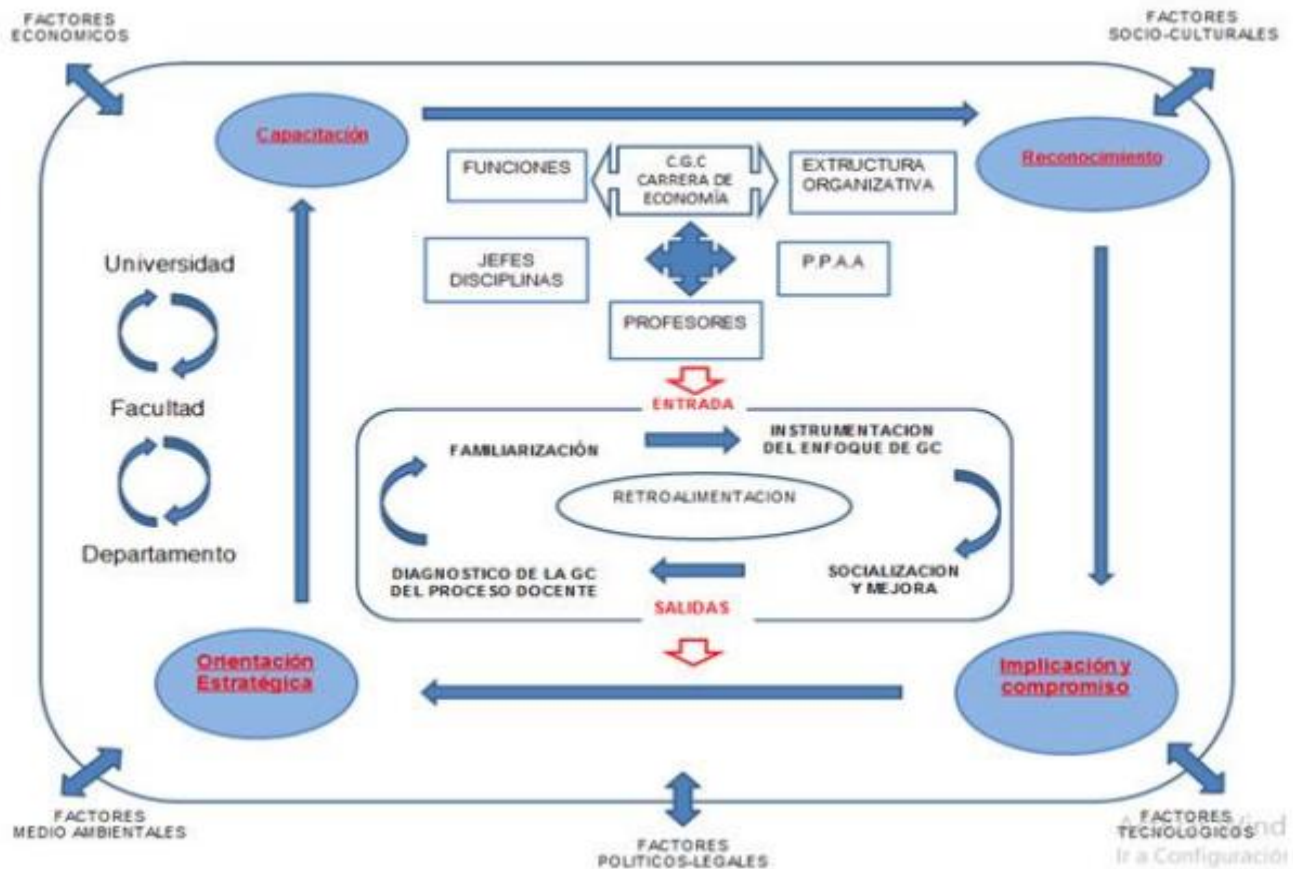 FACTORES
ECONOMICOS
FACTORES
SOCIO-CULTURALES
Capacitación
Reconocimiento
FUNCIONES
C.G.C
CARRERA DE
ECONOMÍA
EXTRUCTURA
ORGANIZATIVA
Universidad
JEFES
DISCIPLINAS
P.P.A.A
PROFESORES
Facultad
ENTRADA
FAMILIARIZACIÓN
INSTRUMENTACION
DEL ENFOQUE DE GC
RETROALIMENTACION
Departamento
DIAGNOSTICO DE LA GC
DEL PROCESO DOCENTE
SOCIALIZACION
Y MEJORA
SALIDAS
Orientación
Estratégica
Implicación y
compromiso
FACTORES
MEDIO AMBIENTALES
FACTORES
POLITICOS-LEGALES
FACTORES
TECNOLOGICOS
Ir a Configuración